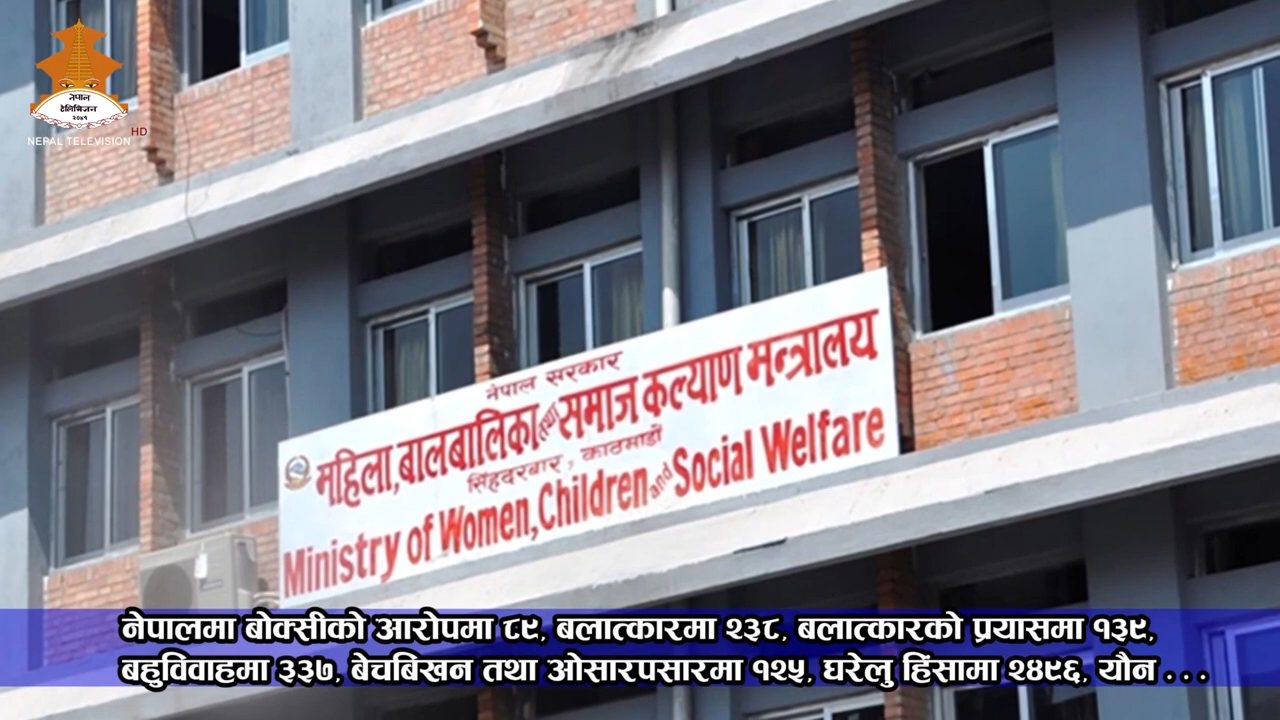 नेपाल
टेलिभिजन
२०४१
NEPAL TELEVISION HD
नेपाल सरकार
महिला, बालबालिका तथा समाज कल्याण मन्त्रालय
सिंहदरबार, काठमाडौं
Ministry of Women, Children and Social Welfare
नेपालमा बोक्सीको आरोपमा ८९, बलात्कारमा २३८, बलात्कारको प्रयासमा १३९,
बहुविवाहमा ३३७, बेचबिखन तथा ओसारपसारमा १२५, घरेलु हिंसामा २४९६, यौन . . .